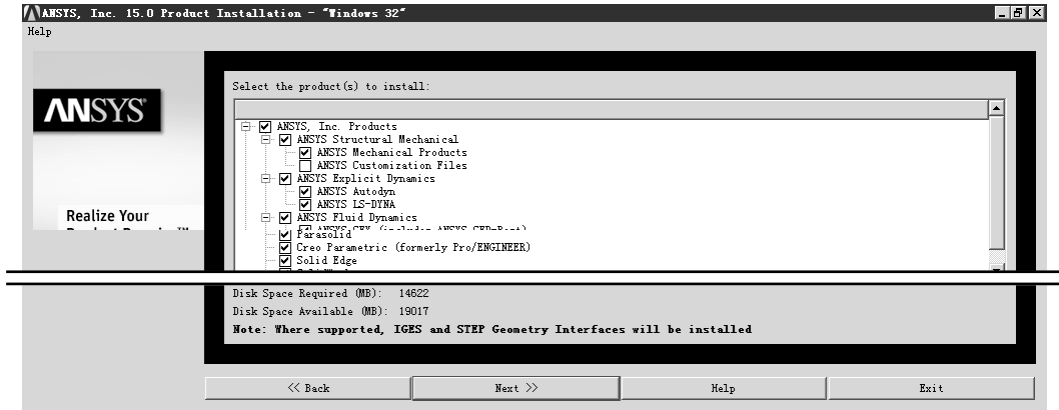 ANSYS, Inc. 15.0 Product Installation - "Windows 32"
Help
ANSYS
Realize Your
Select the product(s) to install:
ANSYS, Inc. Products
ANSYS Structural Mechanical
ANSYS Mechanical Products
ANSYS Customization Files
ANSYS Explicit Dynamics
ANSYS Autodyn
ANSYS LS-DYNA
ANSYS Fluid Dynamics
Parasolid
Creo Parametric (formerly Pro/ENGINEER)
Solid Edge
Disk Space Required (MB): 14622
Disk Space Available (MB): 19017
Note: Where supported, IGES and STEP Geometry Interfaces will be installed
<< Back
Next >>
Help
Exit